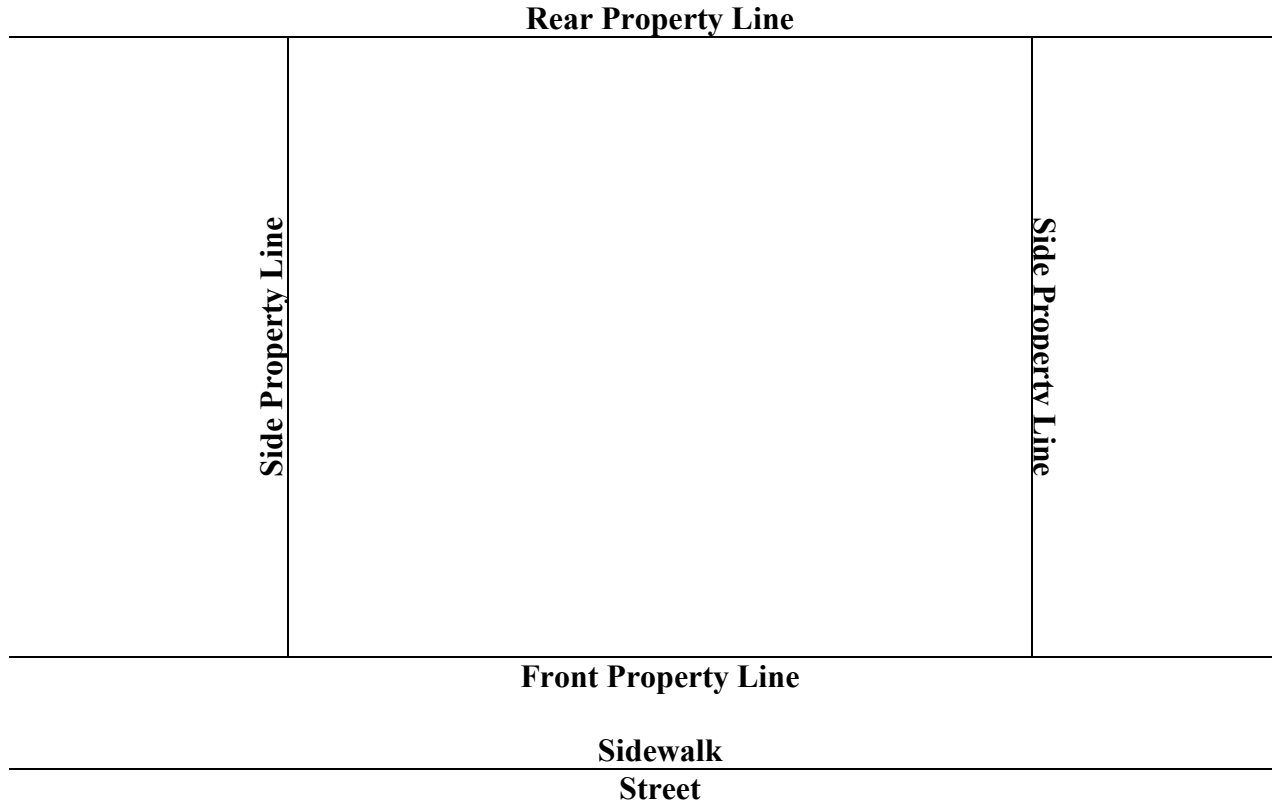 Rear Property Line
Side Property Line
Side Property Line
Front Property Line
Sidewalk
Street